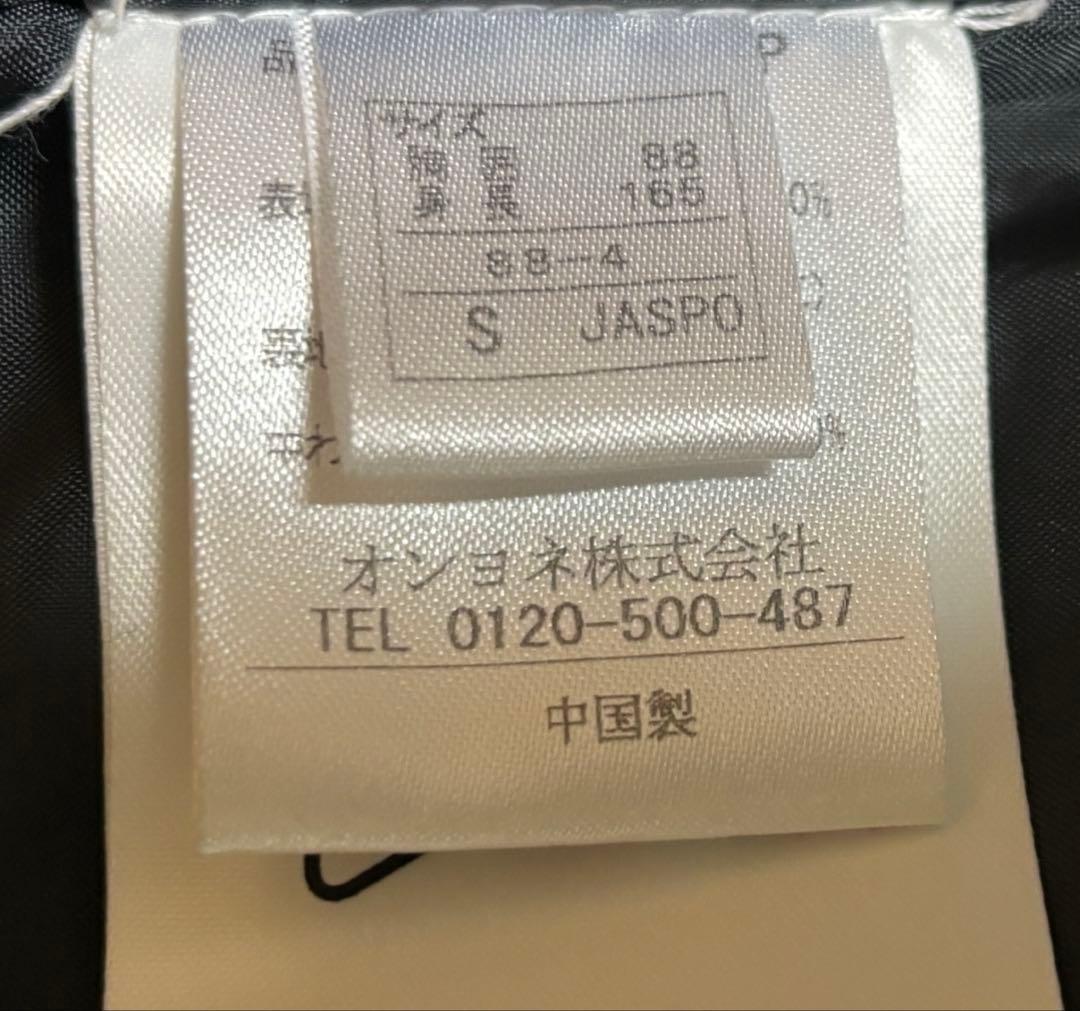 サイズ
胸囲 88
身長 165
88-4
S JASPO
オンヨネ株式会社
TEL 0120-500-487
中国製